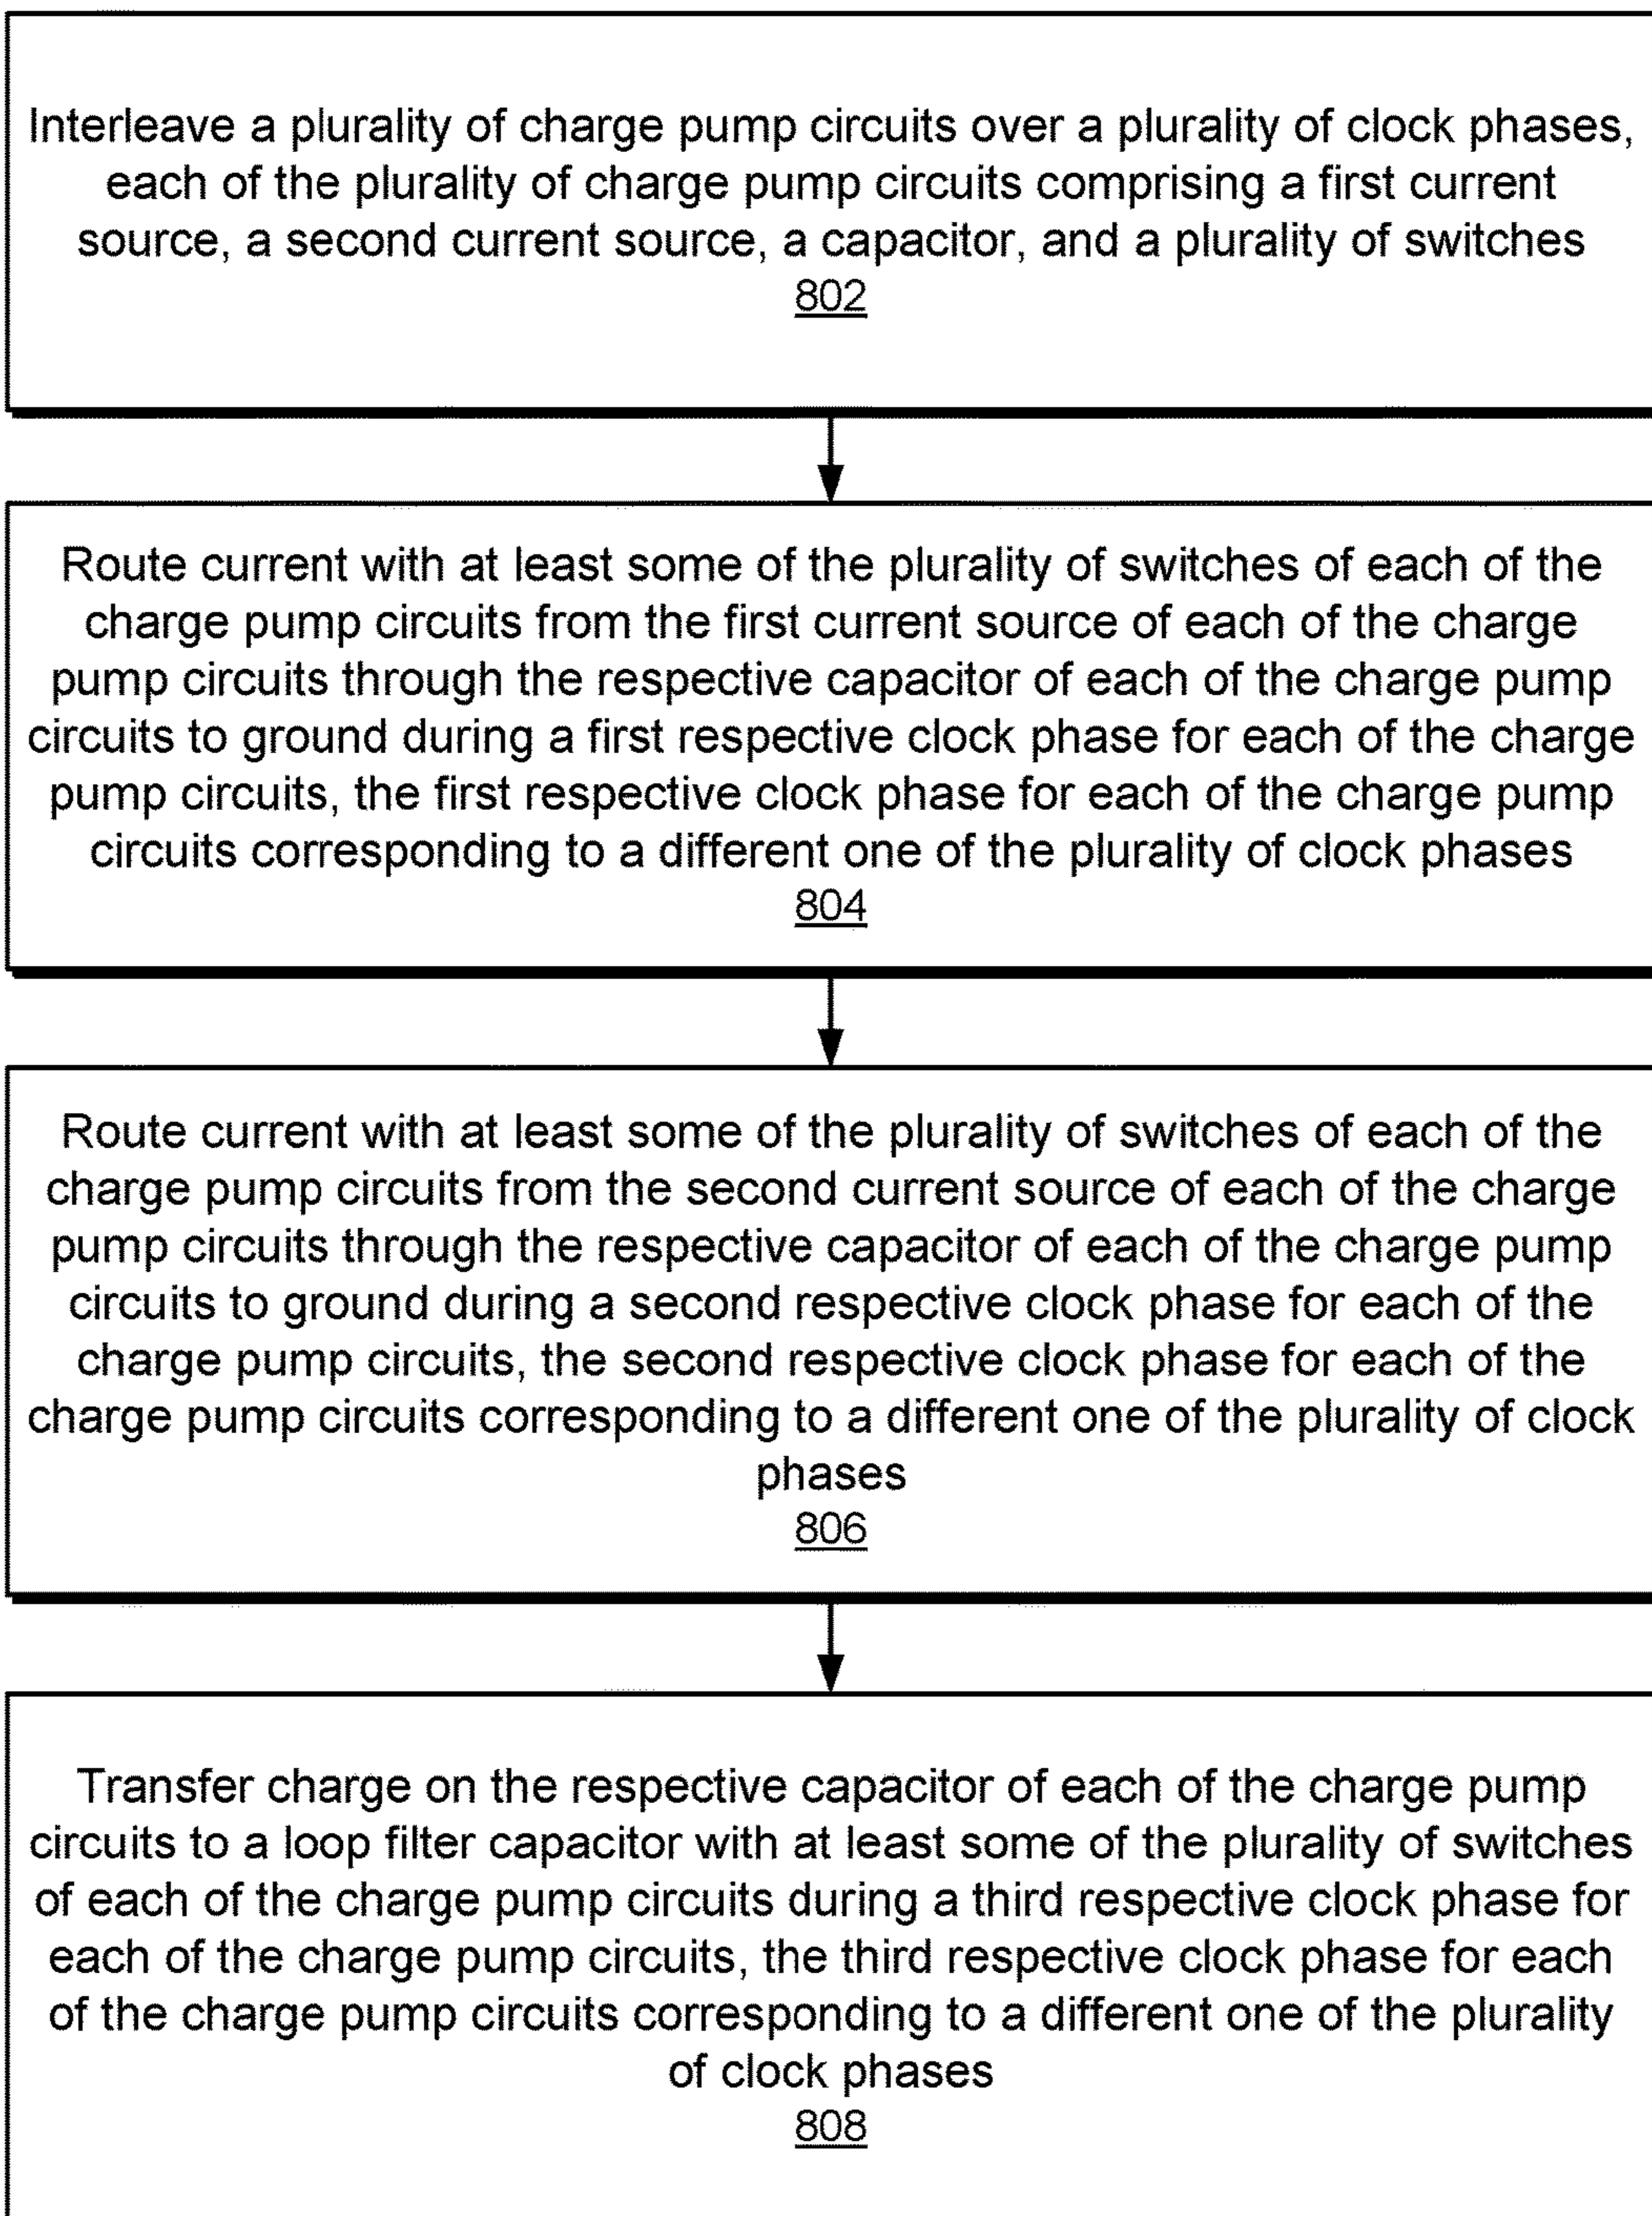 Interleave a plurality of charge pump circuits over a plurality of clock phases,
each of the plurality of charge pump circuits comprising a first current
source, a second current source, a capacitor, and a plurality of switches
802
Route current with at least some of the plurality of switches of each of the
charge pump circuits from the first current source of each of the charge
pump circuits through the respective capacitor of each of the charge pump
circuits to ground during a first respective clock phase for each of the charge
pump circuits, the first respective clock phase for each of the charge pump
circuits corresponding to a different one of the plurality of clock phases
804
Route current with at least some of the plurality of switches of each of the
charge pump circuits from the second current source of each of the charge
pump circuits through the respective capacitor of each of the charge pump
circuits to ground during a second respective clock phase for each of the
charge pump circuits, the second respective clock phase for each of the
charge pump circuits corresponding to a different one of the plurality of clock
phases
806
Transfer charge on the respective capacitor of each of the charge pump
circuits to a loop filter capacitor with at least some of the plurality of switches
of each of the charge pump circuits during a third respective clock phase for
each of the charge pump circuits, the third respective clock phase for each
of the charge pump circuits corresponding to a different one of the plurality
of clock phases
808